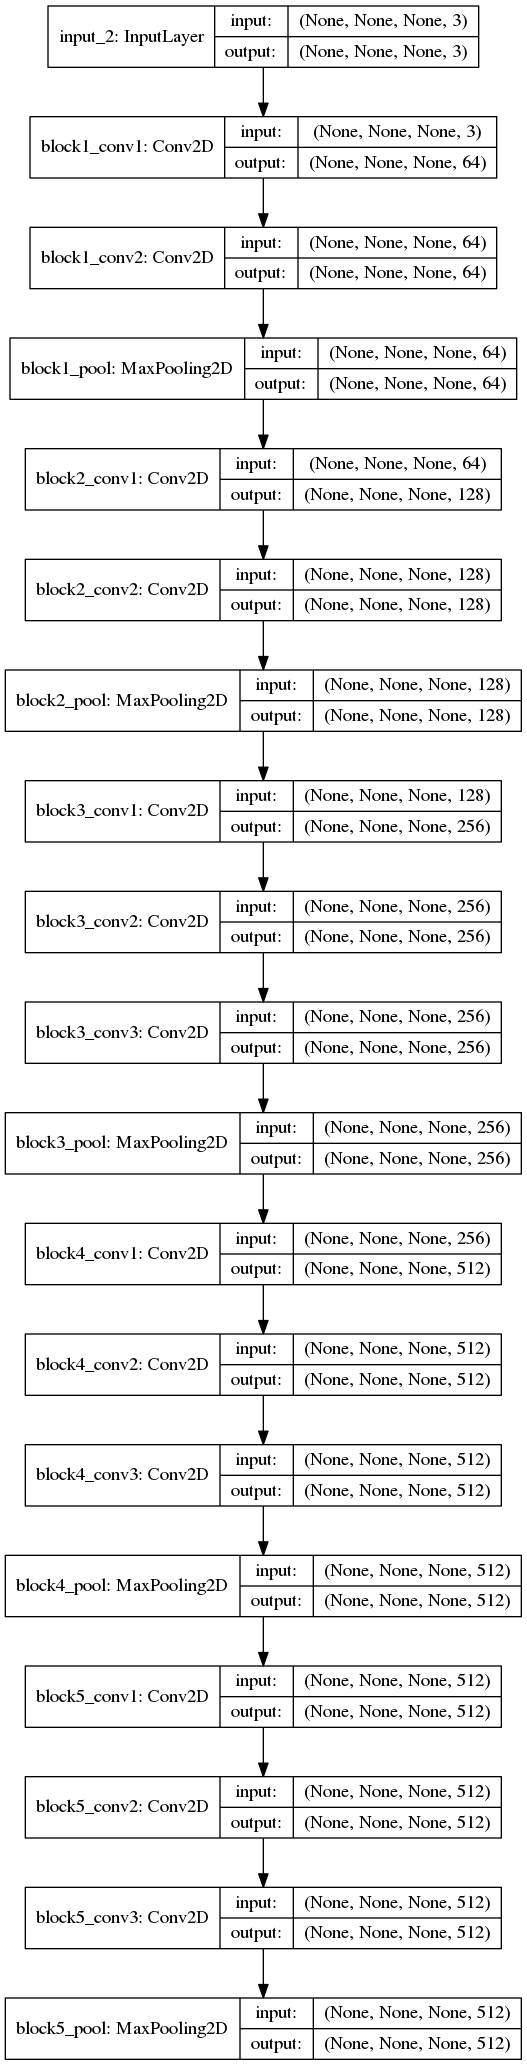 input_2: InputLayer
input: (None, None, None, 3)
output: (None, None, None, 3)
block1_conv1: Conv2D
input: (None, None, None, 3)
output: (None, None, None, 64)
block1_conv2: Conv2D
input: (None, None, None, 64)
output: (None, None, None, 64)
block1_pool: MaxPooling2D
input: (None, None, None, 64)
output: (None, None, None, 64)
block2_conv1: Conv2D
input: (None, None, None, 64)
output: (None, None, None, 128)
block2_conv2: Conv2D
input: (None, None, None, 128)
output: (None, None, None, 128)
block2_pool: MaxPooling2D
input: (None, None, None, 128)
output: (None, None, None, 128)
block3_conv1: Conv2D
input: (None, None, None, 128)
output: (None, None, None, 256)
block3_conv2: Conv2D
input: (None, None, None, 256)
output: (None, None, None, 256)
block3_conv3: Conv2D
input: (None, None, None, 256)
output: (None, None, None, 256)
block3_pool: MaxPooling2D
input: (None, None, None, 256)
output: (None, None, None, 256)
block4_conv1: Conv2D
input: (None, None, None, 256)
output: (None, None, None, 512)
block4_conv2: Conv2D
input: (None, None, None, 512)
output: (None, None, None, 512)
block4_conv3: Conv2D
input: (None, None, None, 512)
output: (None, None, None, 512)
block4_pool: MaxPooling2D
input: (None, None, None, 512)
output: (None, None, None, 512)
block5_conv1: Conv2D
input: (None, None, None, 512)
output: (None, None, None, 512)
block5_conv2: Conv2D
input: (None, None, None, 512)
output: (None, None, None, 512)
block5_conv3: Conv2D
input: (None, None, None, 512)
output: (None, None, None, 512)
block5_pool: MaxPooling2D
input: (None, None, None, 512)
output: (None, None, None, 512)